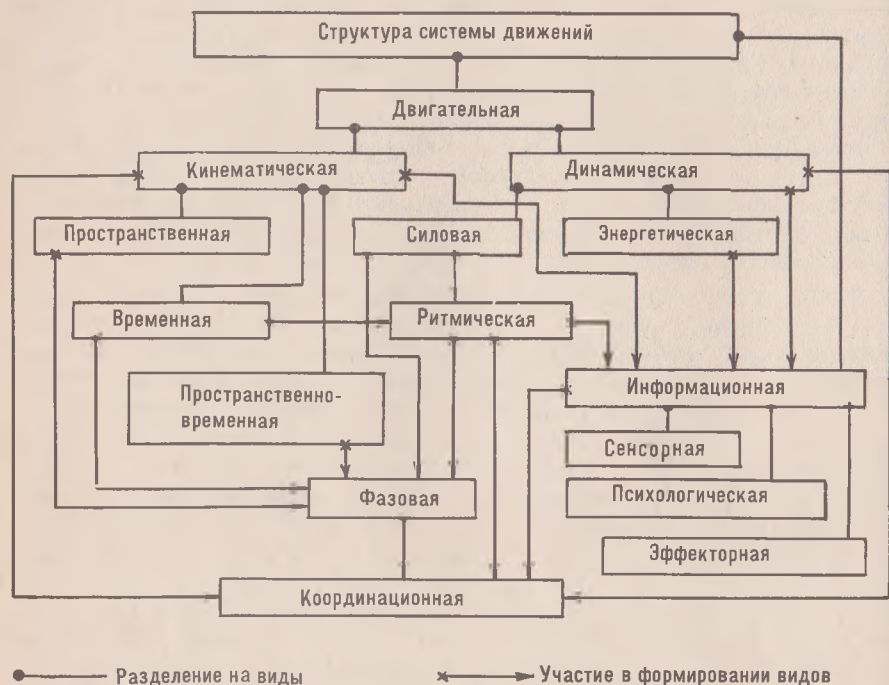 Структура системы движений
Двигательная
Кинематическая
Динамическая
Пространственная
Силовая
Энергетическая
Временная
Ритмическая
Пространственно-
временная
Информационная
Сенсорная
Фазовая
Психологическая
Эффекторная
Координационная
Разделение на виды
Участие в формировании видов